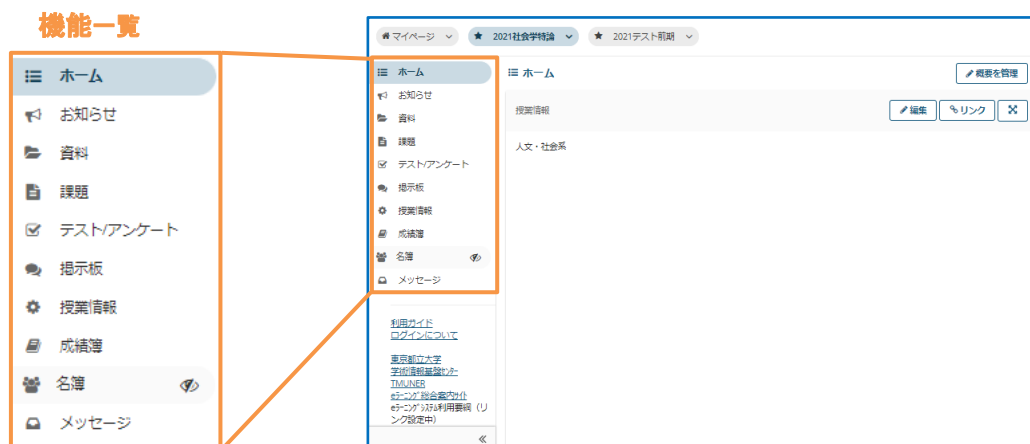 機能一覧
ホーム
お知らせ
資料
課題
テスト/アンケート
掲示板
授業情報
成績簿
名簿
メッセージ
マイページ
2021社会学特論
2021テスト前期
ホーム
お知らせ
資料
課題
テスト/アンケート
掲示板
授業情報
成績簿
名簿
メッセージ
利用ガイド
ログインについて
東京都立大学
学術情報基盤センター
TMUNER
eラーニング総合案内サイト
eラーニングシステム利用要綱（リ
ンク設定中）
ホーム
概要を管理
授業情報
編集
リンク
人文・社会系